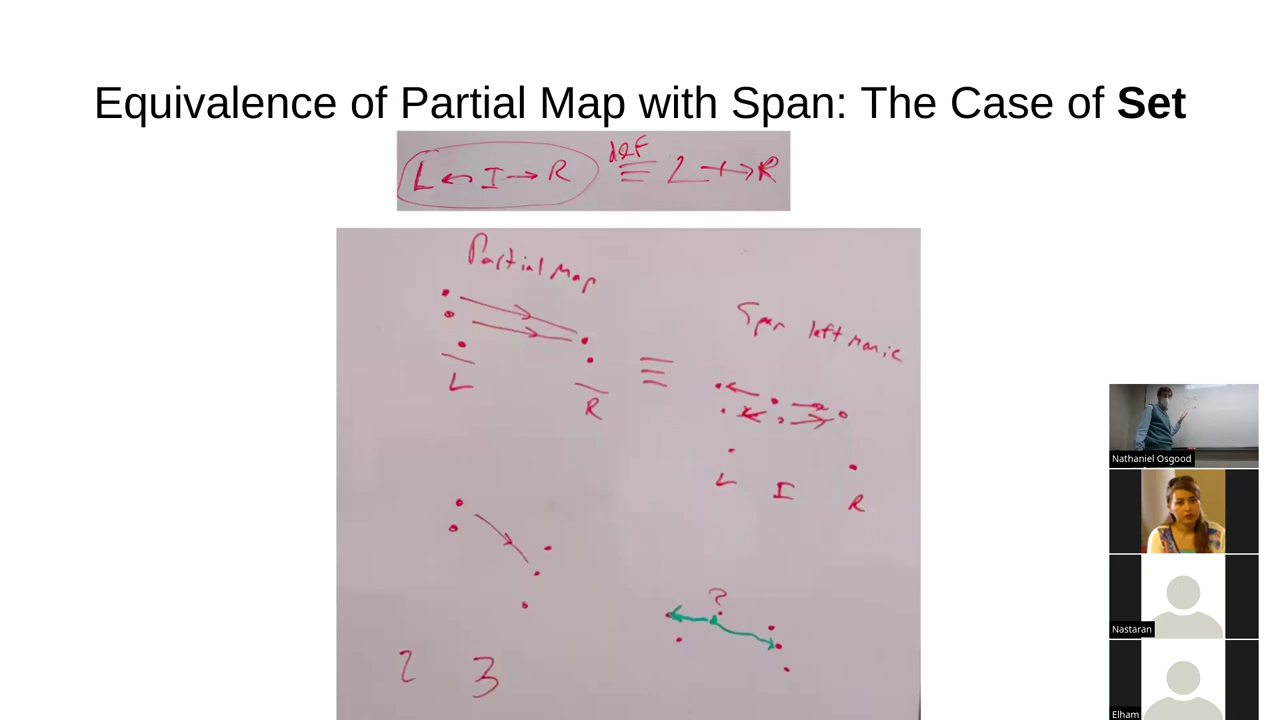 Equivalence of Partial Map with Span: The Case of Set
L ↩ I → R def ≡ L ⇸ R
Partial Map
Span left monic
L
R
≡
L I R
?
2 3
Nathaniel Osgood
Nastaran
Elham